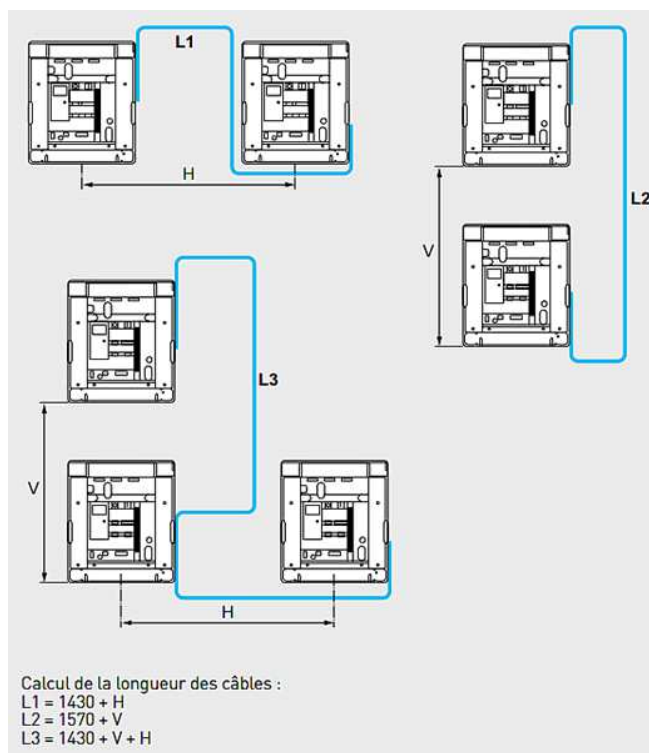 L1
H
L2
V
L3
V
H
Calcul de la longueur des câbles :
L1 = 1430 + H
L2 = 1570 + V
L3 = 1430 + V + H